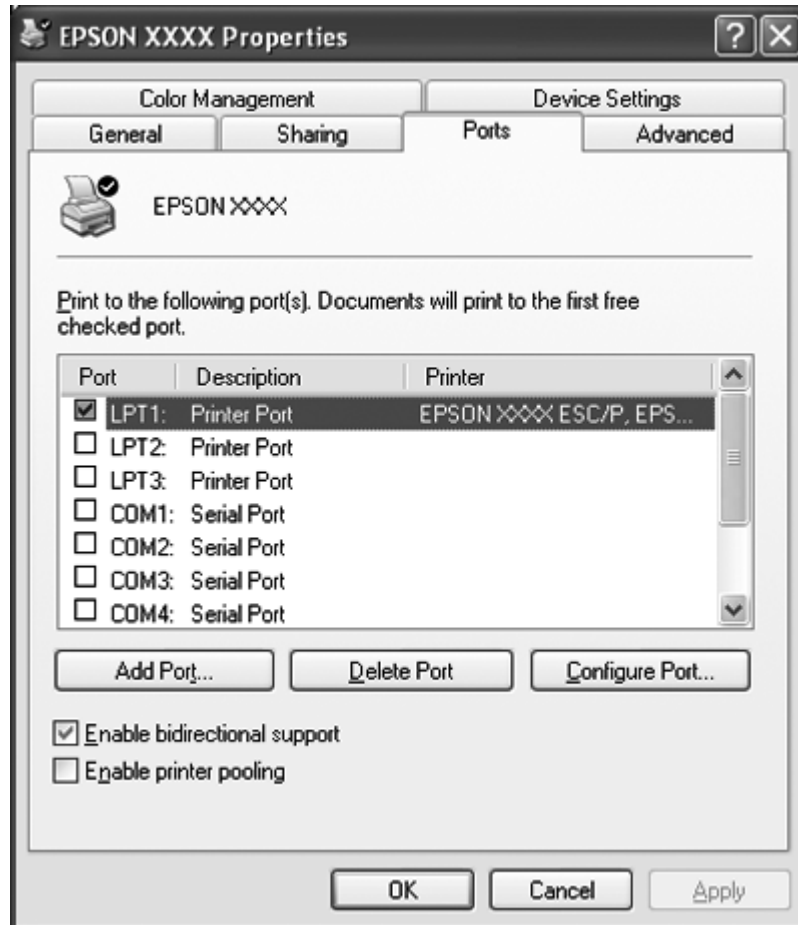 EPSON XXXX Properties
Color Management Device Settings
General Sharing Ports Advanced
EPSON XXXX
Print to the following port(s). Documents will print to the first free
checked port.
Port Description Printer
LPT1: Printer Port EPSON XXXX ESC/P, EPS...
LPT2: Printer Port
LPT3: Printer Port
COM1: Serial Port
COM2: Serial Port
COM3: Serial Port
COM4: Serial Port
Add Port... Delete Port Configure Port...
Enable bidirectional support
Enable printer pooling
OK Cancel Apply